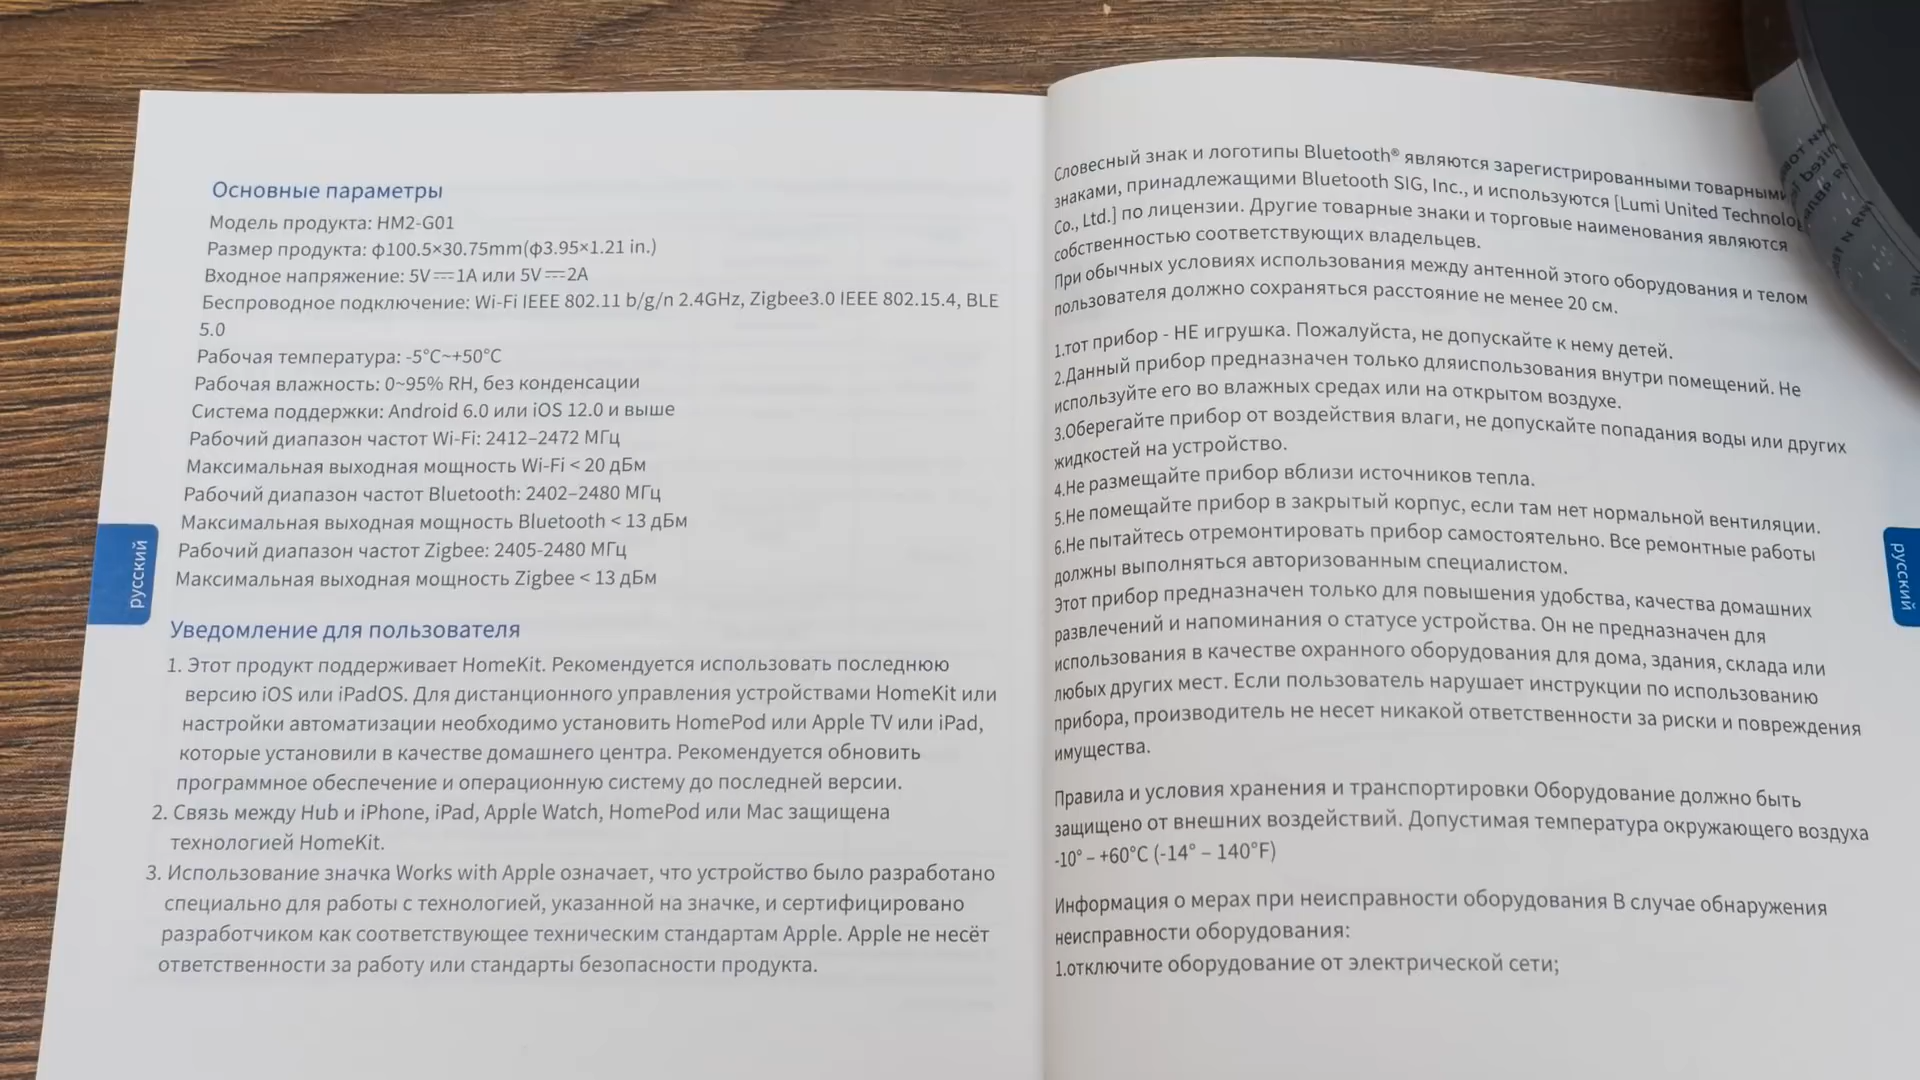 Основные параметры
Модель продукта: HM2-G01
Размер продукта: ф100.5×30.75mm(ф3.95×1.21 in.)
Входное напряжение: 5V⎓1A или 5V⎓2A
Беспроводное подключение: Wi-Fi IEEE 802.11 b/g/n 2.4GHz, Zigbee3.0 IEEE 802.15.4, BLE
5.0
Рабочая температура: -5°C~+50°C
Рабочая влажность: 0~95% RH, без конденсации
Система поддержки: Android 6.0 или iOS 12.0 и выше
Рабочий диапазон частот Wi-Fi: 2412–2472 МГц
Максимальная выходная мощность Wi-Fi < 20 дБм
Рабочий диапазон частот Bluetooth: 2402–2480 МГц
Максимальная выходная мощность Bluetooth < 13 дБм
Рабочий диапазон частот Zigbee: 2405-2480 МГц
Максимальная выходная мощность Zigbee < 13 дБм
русский
Уведомление для пользователя
1. Этот продукт поддерживает HomeKit. Рекомендуется использовать последнюю
версию iOS или iPadOS. Для дистанционного управления устройствами HomeKit или
настройки автоматизации необходимо установить HomePod или Apple TV или iPad,
которые установили в качестве домашнего центра. Рекомендуется обновить
программное обеспечение и операционную систему до последней версии.
2. Связь между Hub и iPhone, iPad, Apple Watch, HomePod или Mac защищена
технологией HomeKit.
3. Использование значка Works with Apple означает, что устройство было разработано
специально для работы с технологией, указанной на значке, и сертифицировано
разработчиком как соответствующее техническим стандартам Apple. Apple не несёт
ответственности за работу или стандарты безопасности продукта.
Словесный знак и логотипы Bluetooth® являются зарегистрированными товарными
знаками, принадлежащими Bluetooth SIG, Inc., и используются [Lumi United
Co., Ltd.] по лицензии. Другие товарные знаки и торговые наименования являются
собственностью соответствующих владельцев.
При обычных условиях использования между антенной этого оборудования и телом
пользователя должно сохраняться расстояние не менее 20 см.
1.тот прибор - НЕ игрушка. Пожалуйста, не допускайте к нему детей.
2.Данный прибор предназначен только дляиспользования внутри помещений. Не
используйте его во влажных средах или на открытом воздухе.
3.Оберегайте прибор от воздействия влаги, не допускайте попадания воды или других
жидкостей на устройство.
4.Не размещайте прибор вблизи источников тепла.
5.Не помещайте прибор в закрытый корпус, если там нет нормальной вентиляции.
6.Не пытайтесь отремонтировать прибор самостоятельно. Все ремонтные работы
должны выполняться авторизованным специалистом.
Этот прибор предназначен только для повышения удобства, качества домашних
развлечений и напоминания о статусе устройства. Он не предназначен для
использования в качестве охранного оборудования для дома, здания, склада или
любых других мест. Если пользователь нарушает инструкции по использованию
прибора, производитель не несет никакой ответственности за риски и повреждения
имущества.
Правила и условия хранения и транспортировки Оборудование должно быть
защищено от внешних воздействий. Допустимая температура окружающего воздуха
-10° – +60°C (-14° – 140°F)
Информация о мерах при неисправности оборудования В случае обнаружения
неисправности оборудования:
1.отключите оборудование от электрической сети;
русский